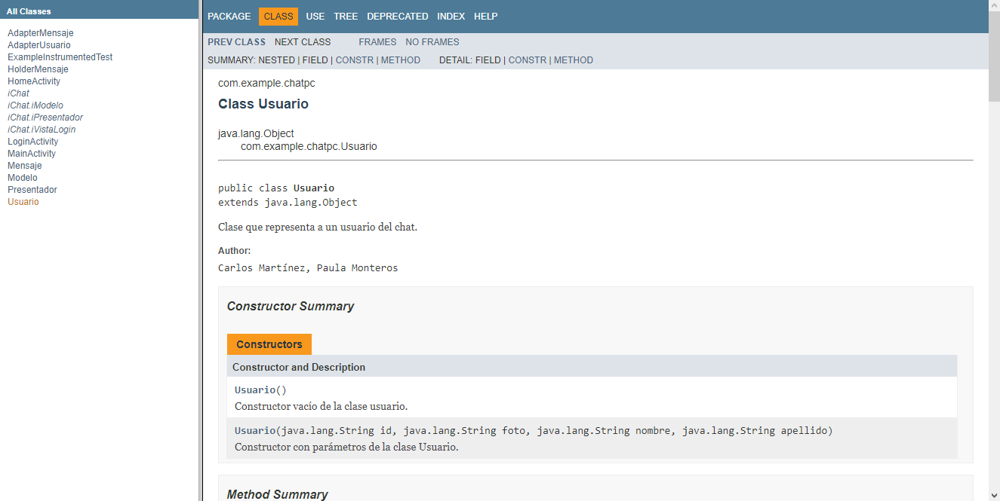 All Classes
AdapterMensaje
AdapterUsuario
ExampleInstrumentedTest
HolderMensaje
HomeActivity
iChat
iChat.iModelo
iChat.iPresentador
iChat.iVistaLogin
LoginActivity
MainActivity
Mensaje
Modelo
Presentador
Usuario
PACKAGE CLASS USE TREE DEPRECATED INDEX HELP
PREV CLASS NEXT CLASS FRAMES NO FRAMES
SUMMARY: NESTED | FIELD | CONSTR | METHOD DETAIL: FIELD | CONSTR | METHOD
com.example.chatpc
Class Usuario
java.lang.Object
com.example.chatpc.Usuario
public class Usuario
extends java.lang.Object
Clase que representa a un usuario del chat.
Author:
Carlos Martínez, Paula Monteros
Constructor Summary
Constructors
Constructor and Description
Usuario()
Constructor vacío de la clase usuario.
Usuario(java.lang.String id, java.lang.String foto, java.lang.String nombre, java.lang.String apellido)
Constructor con parámetros de la clase Usuario.
Method Summary